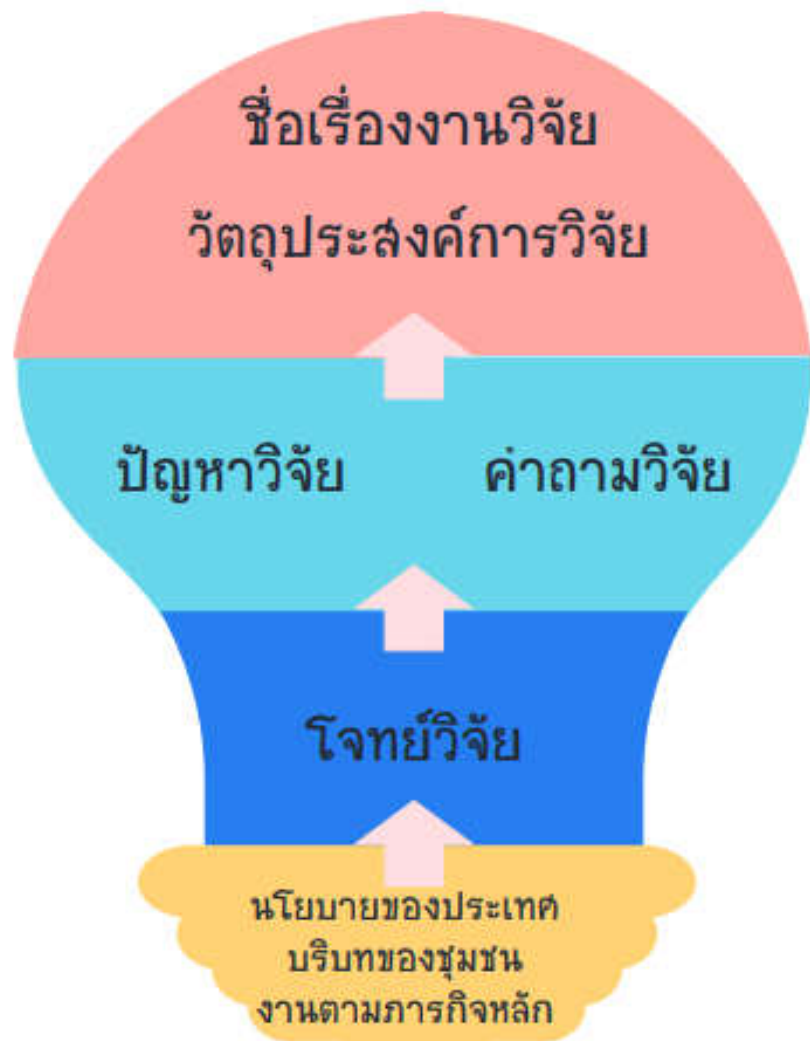 ชื่อเรื่องงานวิจัย
วัตถุประสงค์การวิจัย
ปัญหาวิจัย คำถามวิจัย
โจทย์วิจัย
นโยบายของประเทศ
บริบทของชุมชน
งานตามภารกิจหลัก